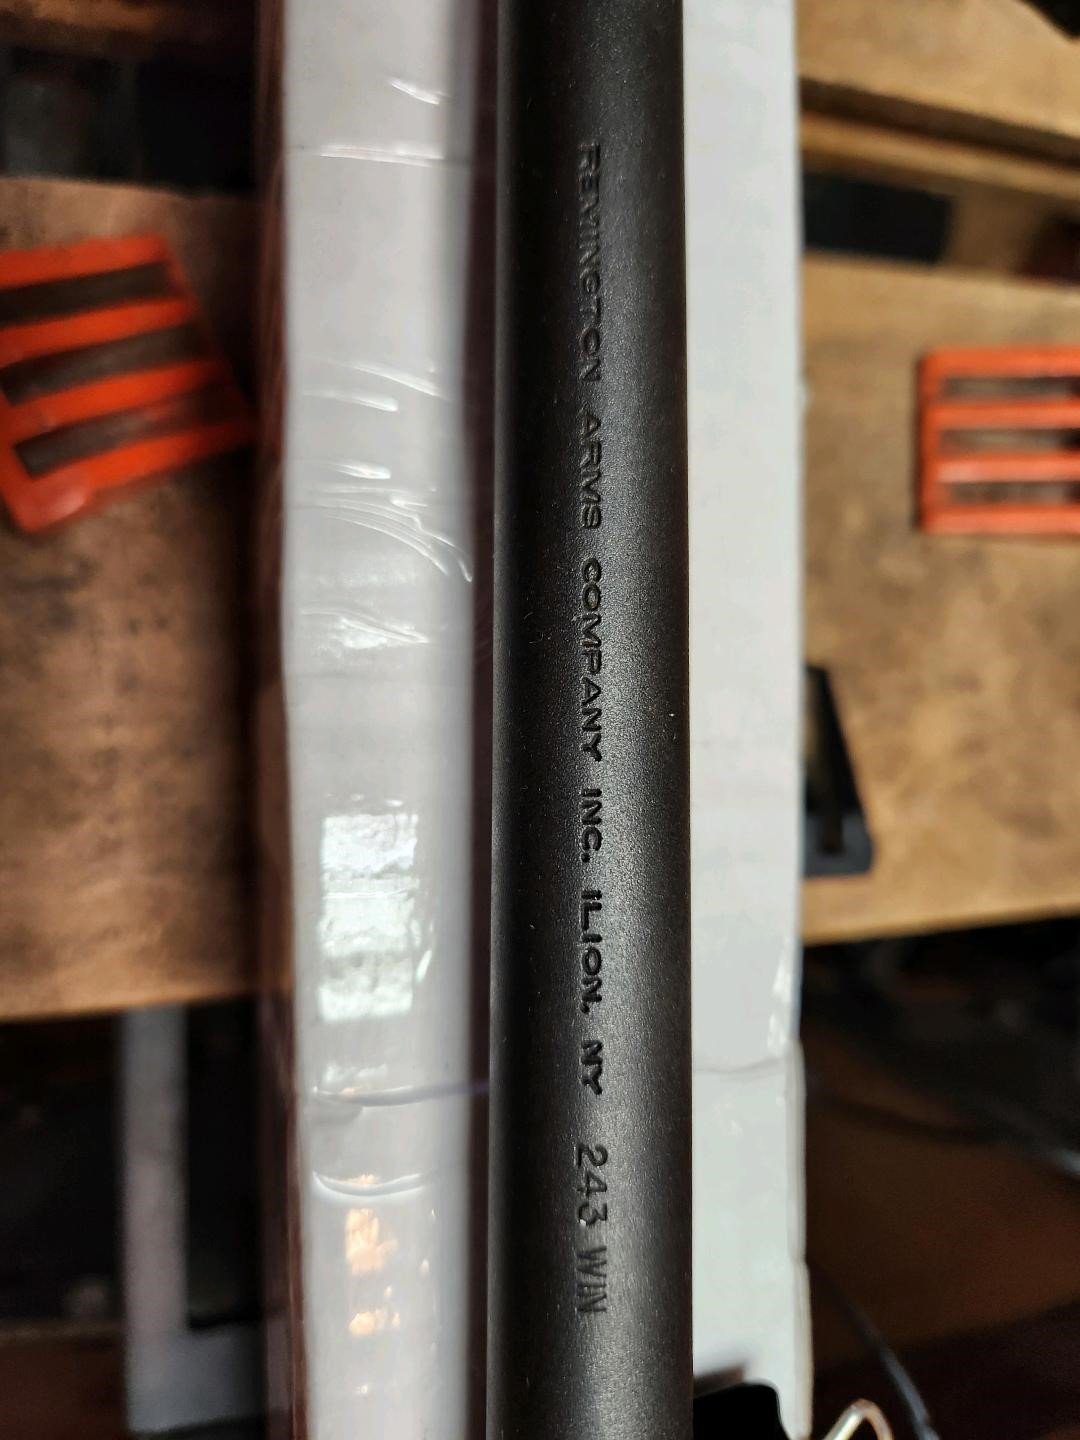 REMINGTON ARMS COMPANY INC. ILION, NY 243 WIN